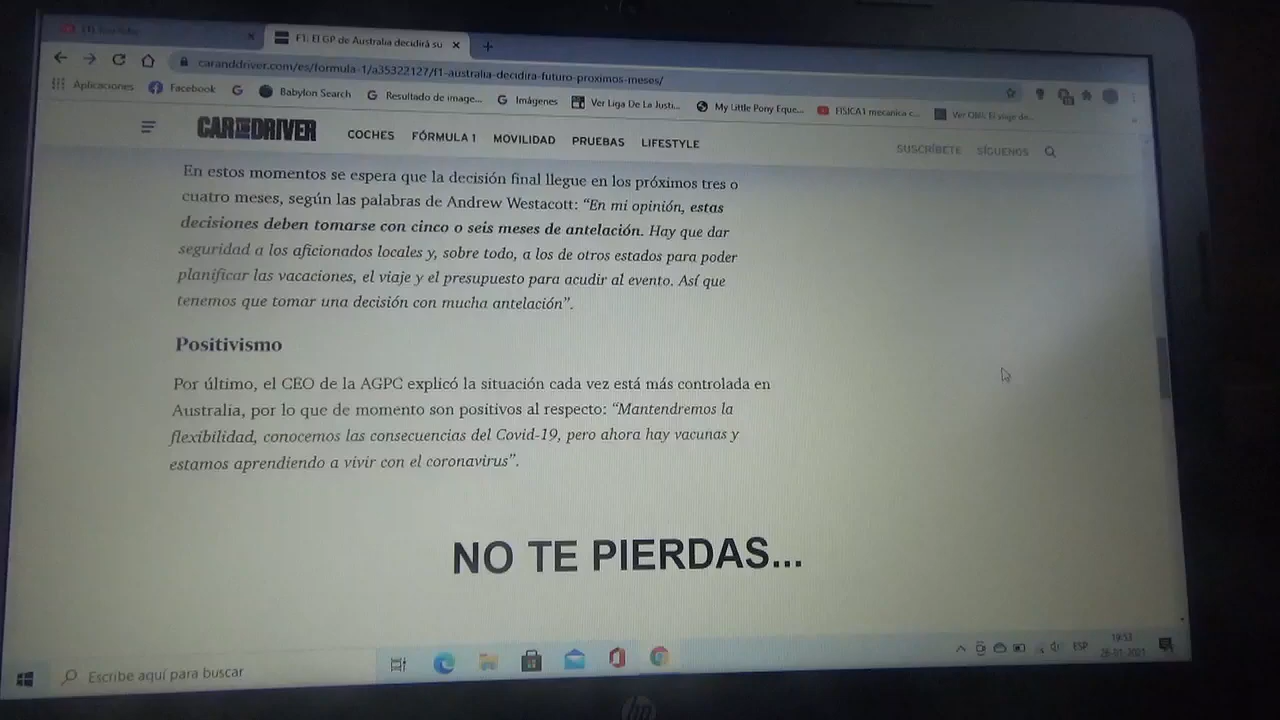 F1: El GP de Australia decidirá su
caranddriver.com/es/formula-1/a35322127/f1-australia-decidira-futuro-proximos-meses/
Aplicaciones Facebook Babylon Search Resultado de image... Imágenes Ver Liga De La Justi... My Little Pony Eque... FISICA1 mecanica c...
CAR AND DRIVER COCHES FÓRMULA 1 MOVILIDAD PRUEBAS LIFESTYLE SUSCRÍBETE SÍGUENOS
En estos momentos se espera que la decisión final llegue en los próximos tres o
cuatro meses, según las palabras de Andrew Westacott: “En mi opinión, estas
decisiones deben tomarse con cinco o seis meses de antelación. Hay que dar
seguridad a los aficionados locales y, sobre todo, a los de otros estados para poder
planificar las vacaciones, el viaje y el presupuesto para acudir al evento. Así que
tenemos que tomar una decisión con mucha antelación”.
Positivismo
Por último, el CEO de la AGPC explicó la situación cada vez está más controlada en
Australia, por lo que de momento son positivos al respecto: “Mantendremos la
flexibilidad, conocemos las consecuencias del Covid-19, pero ahora hay vacunas y
estamos aprendiendo a vivir con el coronavirus”.
NO TE PIERDAS...
Escribe aquí para buscar
ESP
19:53
hp